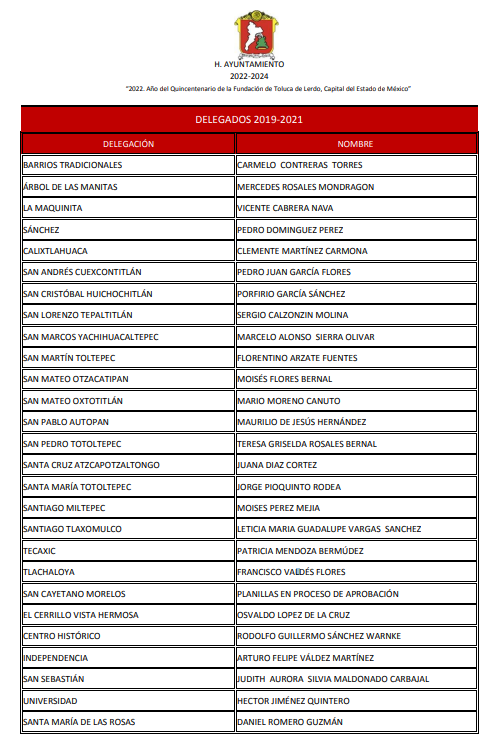 H. AYUNTAMIENTO
2022-2024
"2022. Año del Quincentenario de la Fundación de Toluca de Lerdo, Capital del Estado de México"
DELEGADOS 2019-2021
DELEGACIÓN NOMBRE
BARRIOS TRADICIONALES CARMELO CONTRERAS TORRES
ÁRBOL DE LAS MANITAS MERCEDES ROSALES MONDRAGON
LA MAQUINITA VICENTE CABRERA NAVA
SÁNCHEZ PEDRO DOMINGUEZ PEREZ
CALIXTLAHUACA CLEMENTE MARTÍNEZ CARMONA
SAN ANDRÉS CUEXCONTITLÁN PEDRO JUAN GARCÍA FLORES
SAN CRISTÓBAL HUICHOCHITLÁN PORFIRIO GARCÍA SÁNCHEZ
SAN LORENZO TEPALTITLÁN SERGIO CALZONZIN MOLINA
SAN MARCOS YACHIHUACALTEPEC MARCELO ALONSO SIERRA OLIVAR
SAN MARTÍN TOLTEPEC FLORENTINO ARZATE FUENTES
SAN MATEO OTZACATIPAN MOISÉS FLORES BERNAL
SAN MATEO OXTOTITLÁN MARIO MORENO CANUTO
SAN PABLO AUTOPAN MAURILIO DE JESÚS HERNÁNDEZ
SAN PEDRO TOTOLTEPEC TERESA GRISELDA ROSALES BERNAL
SANTA CRUZ ATZCAPOTZALTONGO JUANA DIAZ CORTEZ
SANTA MARÍA TOTOLTEPEC JORGE PIOQUINTO RODEA
SANTIAGO MILTEPEC MOISES PEREZ MEJIA
SANTIAGO TLAXOMULCO LETICIA MARIA GUADALUPE VARGAS SANCHEZ
TECAXIC PATRICIA MENDOZA BERMÚDEZ
TLACHALOYA FRANCISCO VALDÉS FLORES
SAN CAYETANO MORELOS PLANILLAS EN PROCESO DE APROBACIÓN
EL CERRILLO VISTA HERMOSA OSVALDO LOPEZ DE LA CRUZ
CENTRO HISTÓRICO RODOLFO GUILLERMO SÁNCHEZ WARNKE
INDEPENDENCIA ARTURO FELIPE VÁLDEZ MARTÍNEZ
SAN SEBASTIÁN JUDITH AURORA SILVIA MALDONADO CARBAJAL
UNIVERSIDAD HECTOR JIMÉNEZ QUINTERO
SANTA MARÍA DE LAS ROSAS DANIEL ROMERO GUZMÁN